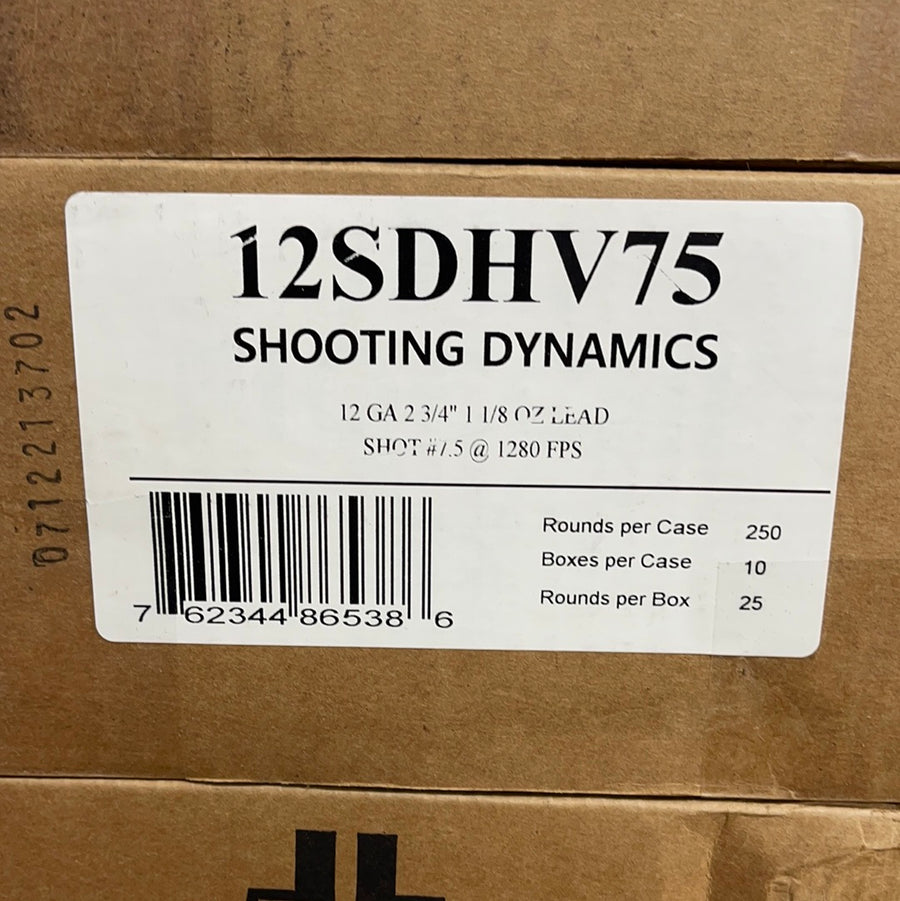 12SDHV75
SHOOTING DYNAMICS
12 GA 2 3/4" 1 1/8 OZ LEAD
SHOT #7.5 @ 1280 FPS
Rounds per Case 250
Boxes per Case 10
Rounds per Box 25
7 62344 86538 6
0712213702